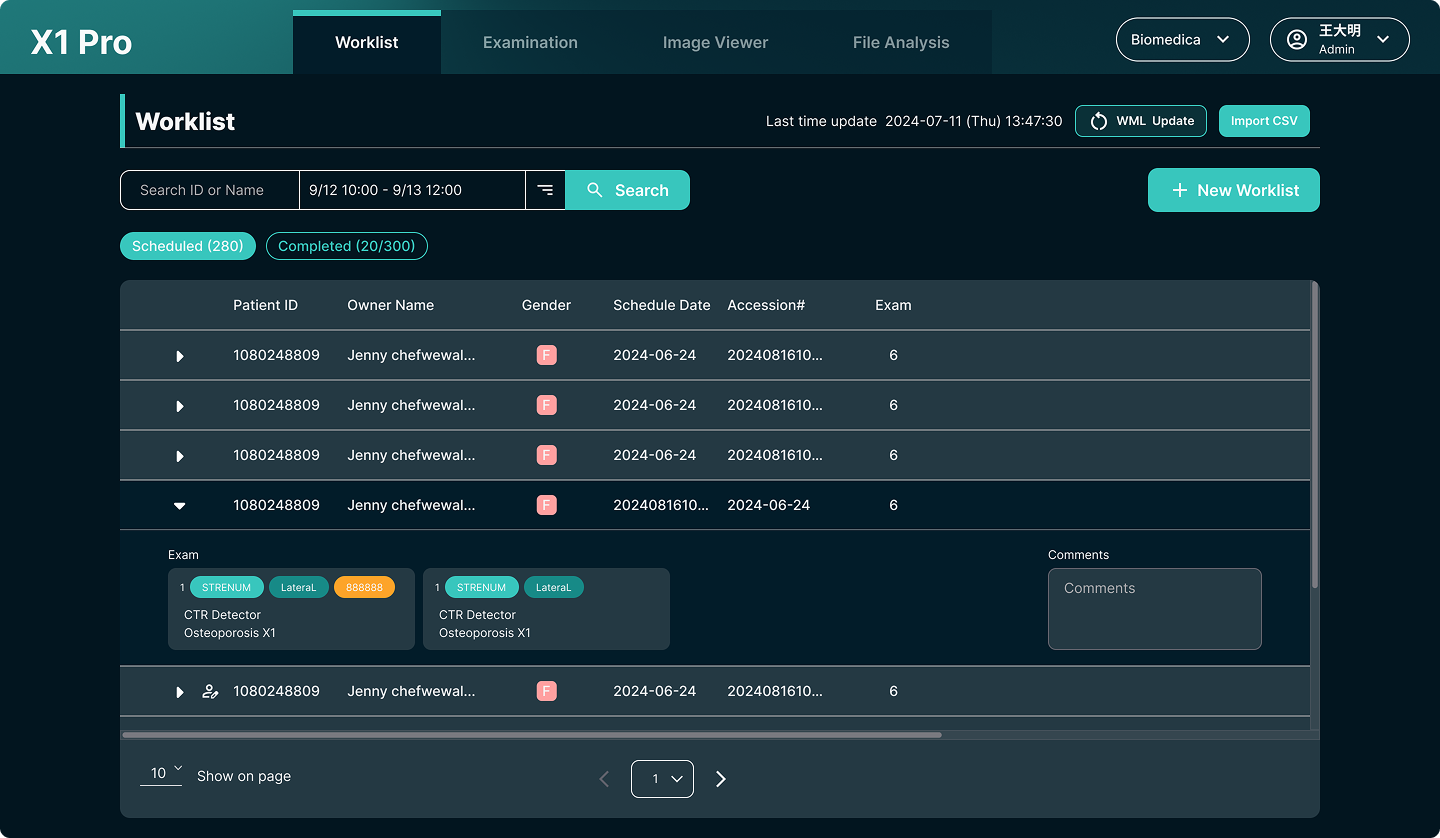 X1 Pro
Worklist
Examination
Image Viewer
File Analysis
Biomedica
王大明
Admin
Worklist
Last time update 2024-07-11 (Thu) 13:47:30
WML Update
Import CSV
Search ID or Name
9/12 10:00 - 9/13 12:00
Search
+ New Worklist
Scheduled (280)
Completed (20/300)
Patient ID Owner Name Gender Schedule Date Accession# Exam
1080248809 Jenny chefwewal... F 2024-06-24 2024081610... 6
1080248809 Jenny chefwewal... F 2024-06-24 2024081610... 6
1080248809 Jenny chefwewal... F 2024-06-24 2024081610... 6
1080248809 Jenny chefwewal... F 2024081610... 2024-06-24 6
Exam
1 STRENUM LateraL 888888
CTR Detector
Osteoporosis X1
1 STRENUM LateraL
CTR Detector
Osteoporosis X1
Comments
Comments
1080248809 Jenny chefwewal... F 2024-06-24 2024081610... 6
10 Show on page
1